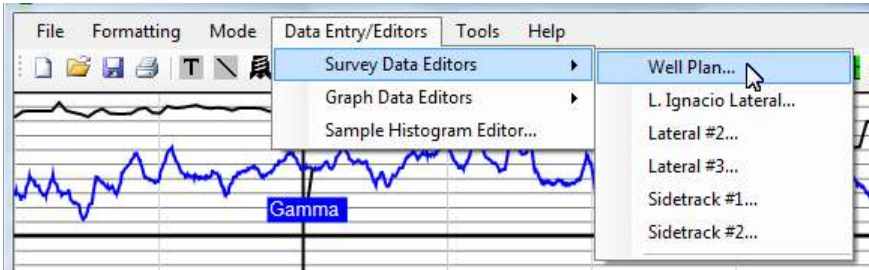 File Formatting Mode Data Entry/Editors Tools Help
T
Survey Data Editors
Graph Data Editors
Sample Histogram Editor...
Well Plan...
L. Ignacio Lateral...
Lateral #2...
Lateral #3...
Sidetrack #1...
Sidetrack #2...
Gamma